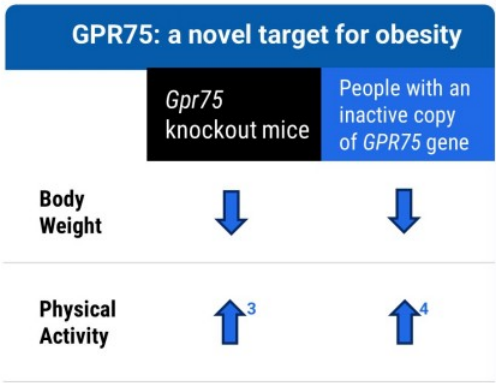 GPR75: a novel target for obesity
Gpr75
knockout mice
People with an
inactive copy
of GPR75 gene
Body
Weight
Physical
Activity
3
4